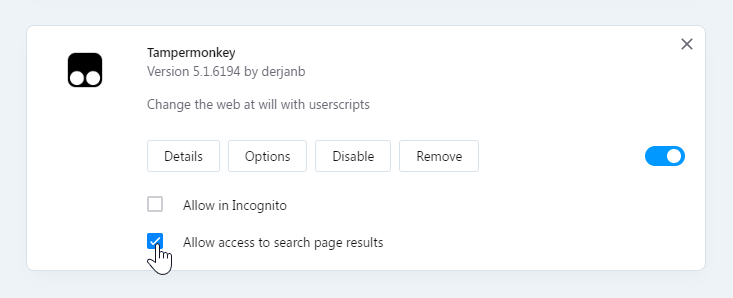 Tampermonkey
Version 5.1.6194 by derjanb
Change the web at will with userscripts
Details Options Disable Remove
Allow in Incognito
Allow access to search page results